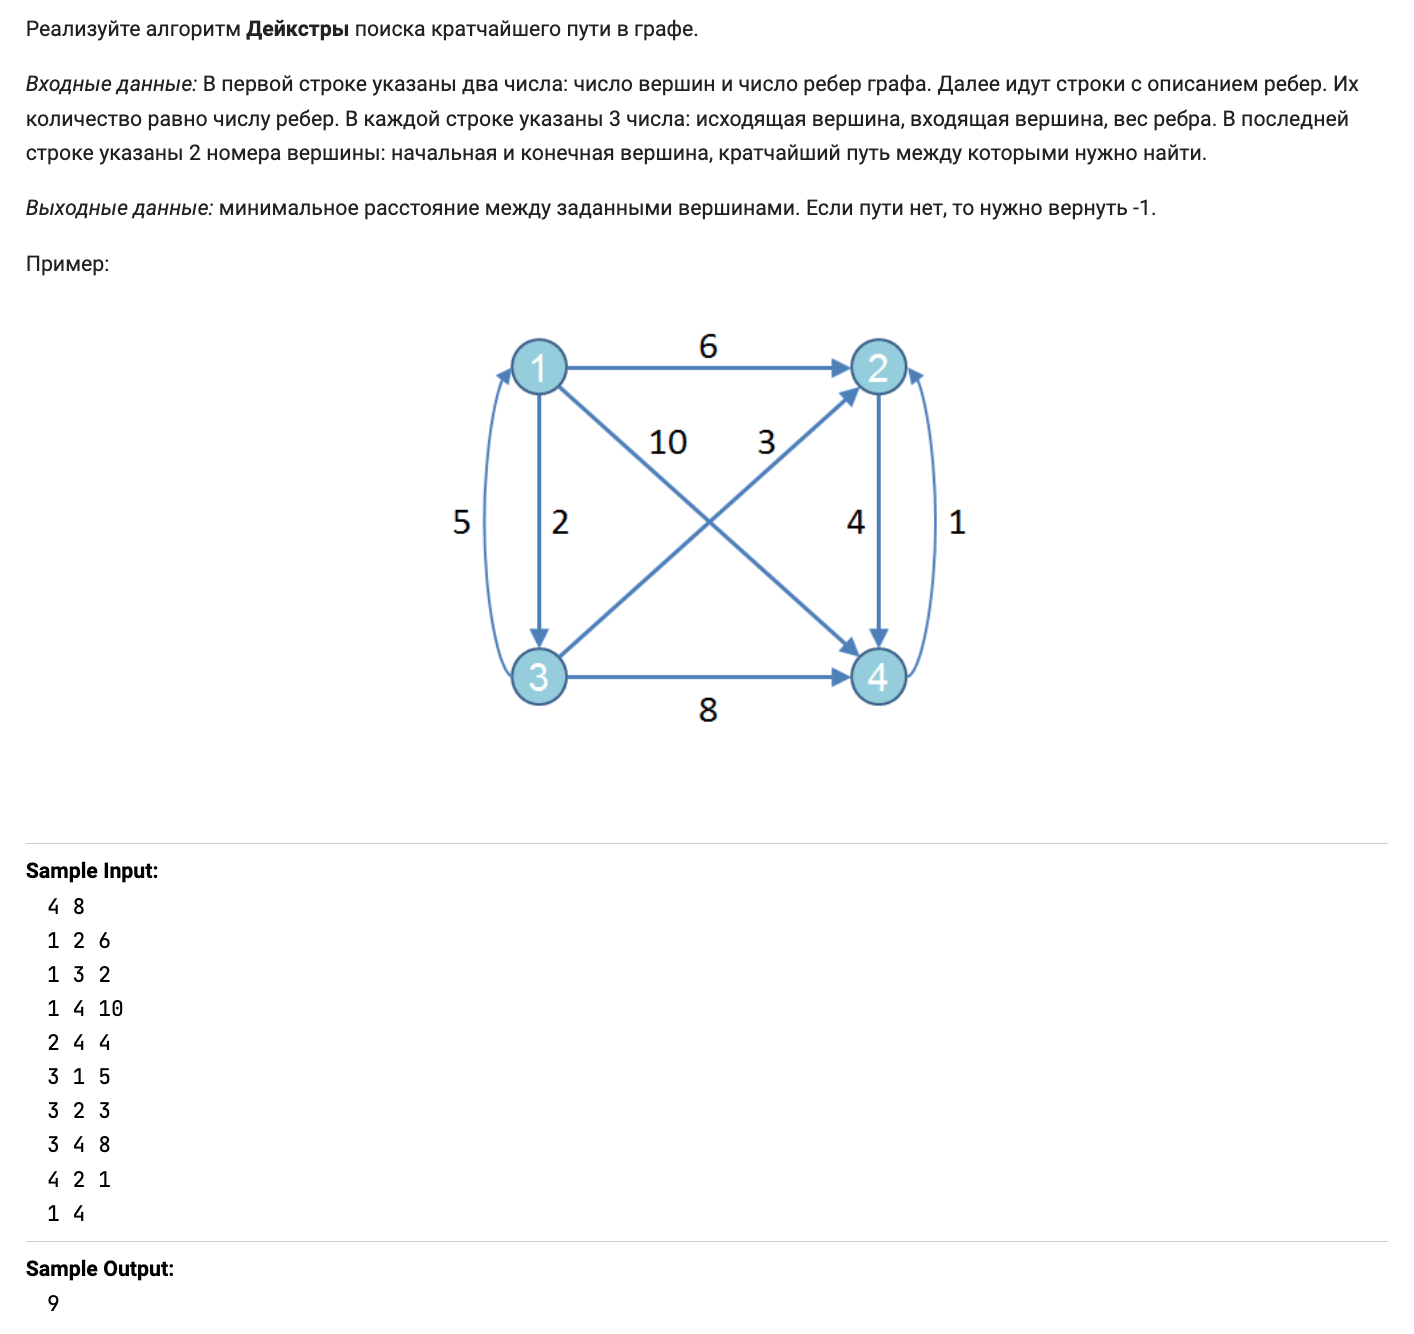 Реализуйте алгоритм Дейкстры поиска кратчайшего пути в графе.
Входные данные: В первой строке указаны два числа: число вершин и число ребер графа. Далее идут строки с описанием ребер. Их
количество равно числу ребер. В каждой строке указаны 3 числа: исходящая вершина, входящая вершина, вес ребра. В последней
строке указаны 2 номера вершины: начальная и конечная вершина, кратчайший путь между которыми нужно найти.
Выходные данные: минимальное расстояние между заданными вершинами. Если пути нет, то нужно вернуть -1.
Пример:
6
1
2
10
3
5
2
4
1
3
4
8
Sample Input:
4 8
1 2 6
1 3 2
1 4 10
2 4 4
3 1 5
3 2 3
3 4 8
4 2 1
1 4
Sample Output:
9